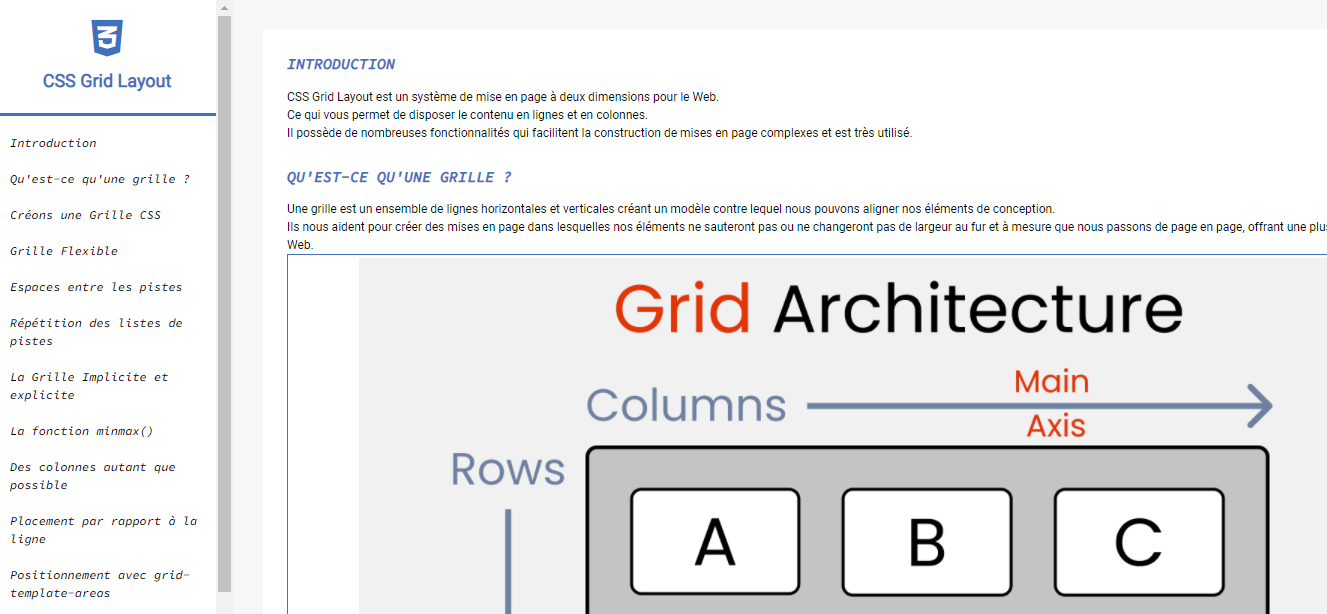 CSS Grid Layout
Introduction
Qu'est-ce qu'une grille ?
Créons une Grille CSS
Grille Flexible
Espaces entre les pistes
Répétition des listes de
pistes
La Grille Implicite et
explicite
La fonction minmax()
Des colonnes autant que
possible
Placement par rapport à la
ligne
Positionnement avec grid-
template-areas
INTRODUCTION
CSS Grid Layout est un système de mise en page à deux dimensions pour le Web.
Ce qui vous permet de disposer le contenu en lignes et en colonnes.
Il possède de nombreuses fonctionnalités qui facilitent la construction de mises en page complexes et est très utilisé.
QU'EST-CE QU'UNE GRILLE ?
Une grille est un ensemble de lignes horizontales et verticales créant un modèle contre lequel nous pouvons aligner nos éléments de conception.
Ils nous aident pour créer des mises en page dans lesquelles nos éléments ne sauteront pas ou ne changeront pas de largeur au fur et à mesure que nous passons de page en page, offrant une
Web.
Grid Architecture
Main
Columns
Axis
Rows
A B C